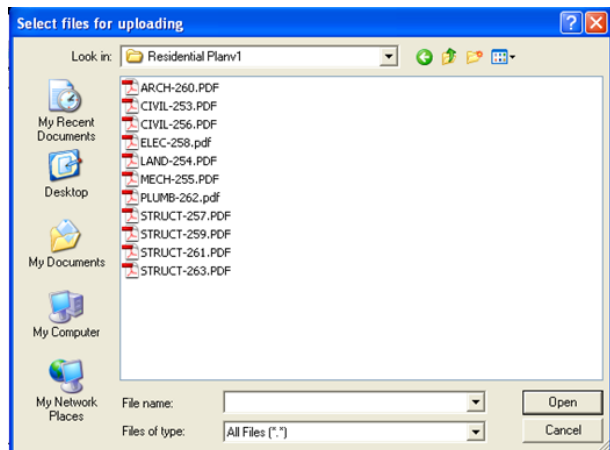 Select files for uploading
Look in:
Residential Planv1
ARCH-260.PDF
CIVIL-253.PDF
CIVIL-256.PDF
ELEC-258.pdf
LAND-254.PDF
MECH-255.PDF
PLUMB-262.pdf
STRUCT-257.PDF
STRUCT-259.PDF
STRUCT-261.PDF
STRUCT-263.PDF
My Recent
Documents
Desktop
My Documents
My Computer
My Network
Places
File name:
Open
Files of type:
All Files (*.*)
Cancel